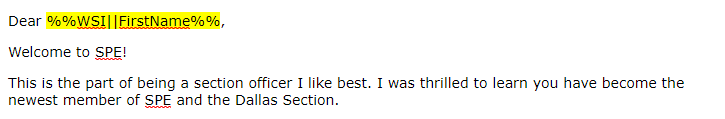 Dear %%WSI||FirstName%%,
Welcome to SPE!
This is the part of being a section officer I like best. I was thrilled to learn you have become the
newest member of SPE and the Dallas Section.